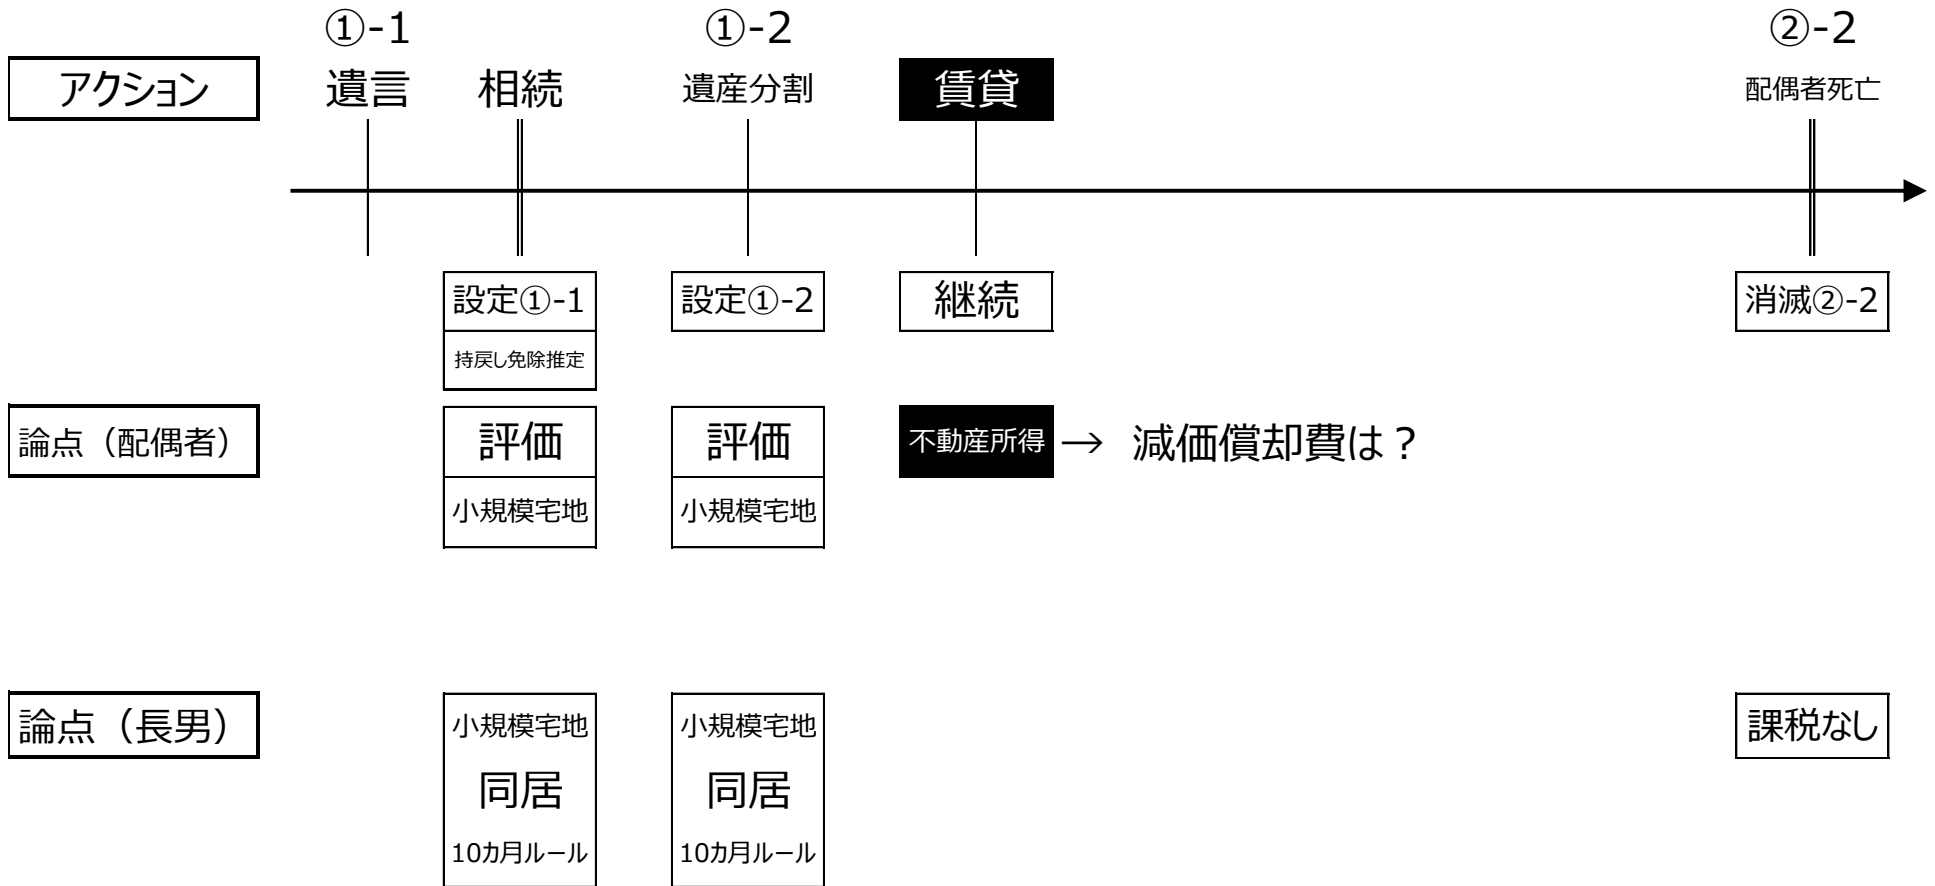 ①-1
①-2
②-2
アクション
遺言
相続
遺産分割
賃貸
配偶者死亡
設定①-1
設定①-2
継続
消滅②-2
持戻し免除推定
論点（配偶者）
評価
評価
不動産所得
→ 減価償却費は？
小規模宅地
小規模宅地
論点（長男）
小規模宅地
小規模宅地
課税なし
同居
同居
10カ月ルール
10カ月ルール